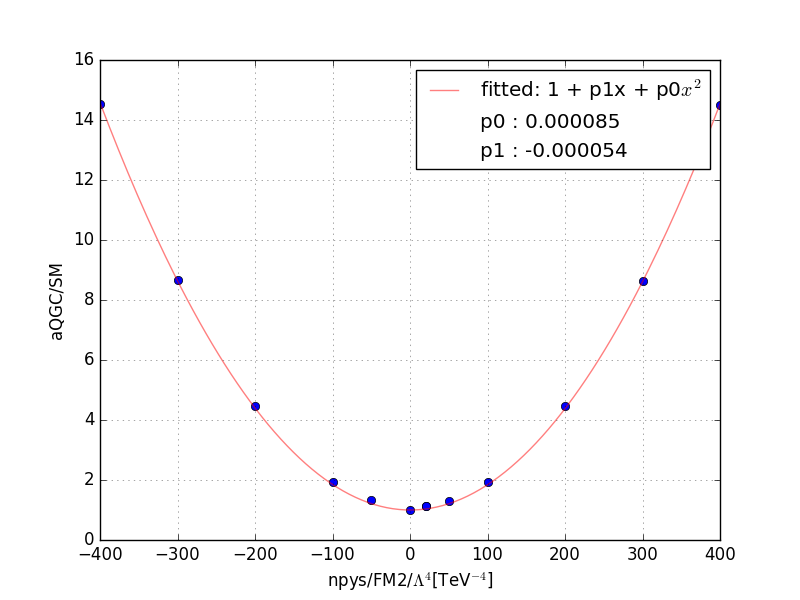 16
14
12
10
8
6
4
2
0
aQGC/SM
fitted: 1 + p1x + p0x²
p0 : 0.000085
p1 : -0.000054
−400 −300 −200 −100 0 100 200 300 400
npys/FM2/Λ⁴[TeV⁻⁴]